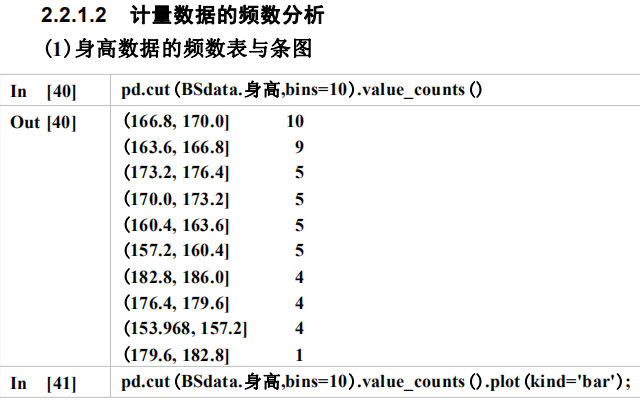 2.2.1.2 计量数据的频数分析
(1)身高数据的频数表与条图
In [40] pd.cut(BSdata.身高,bins=10).value_counts()
Out [40] (166.8, 170.0] 10
(163.6, 166.8] 9
(173.2, 176.4] 5
(170.0, 173.2] 5
(160.4, 163.6] 5
(157.2, 160.4] 5
(182.8, 186.0] 4
(176.4, 179.6] 4
(153.968, 157.2] 4
(179.6, 182.8] 1
In [41] pd.cut(BSdata.身高,bins=10).value_counts().plot(kind='bar');